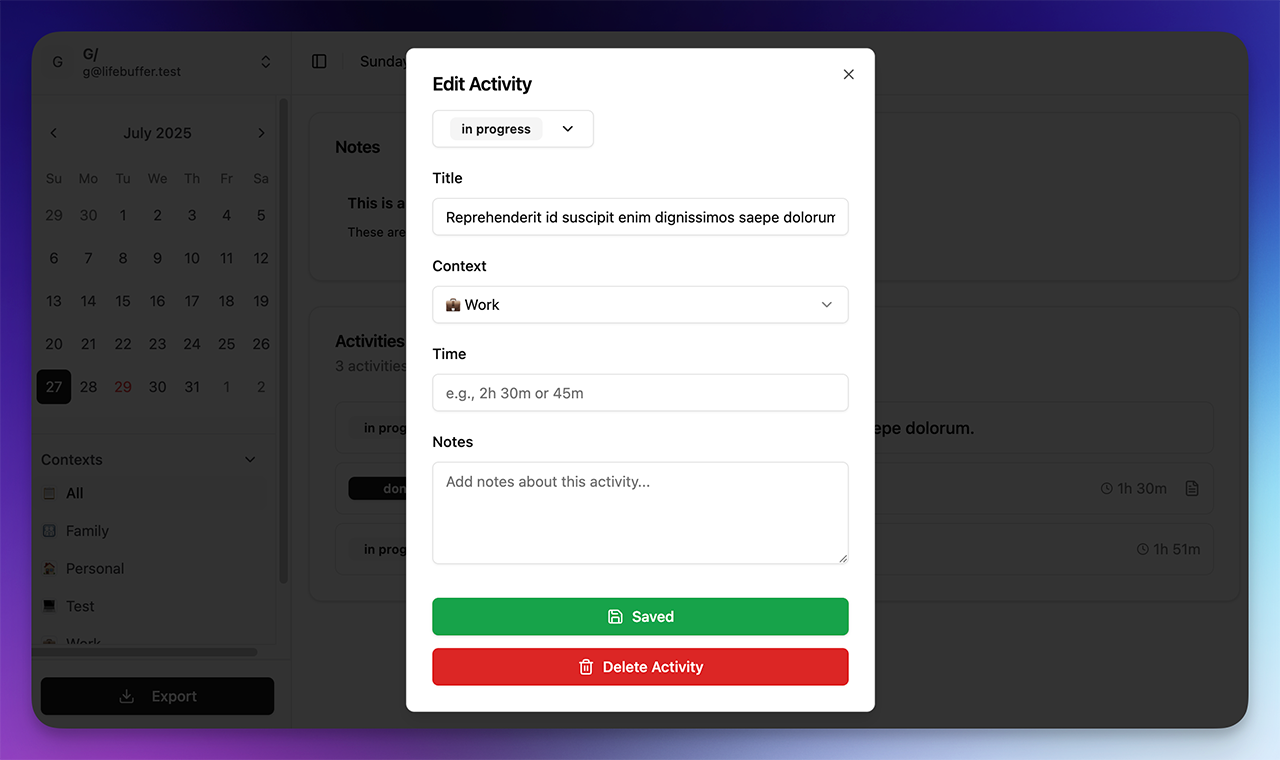 G
G/
g@lifebuffer.test
July 2025
Su Mo Tu We Th Fr Sa
29 30 1 2 3 4 5
6 7 8 9 10 11 12
13 14 15 16 17 18 19
20 21 22 23 24 25 26
27 28 29 30 31 1 2
Contexts
All
Family
Personal
Test
Work
Export
Sunday
Notes
This is a
These are
Activities
3 activities
in prog
epe dolorum.
don
1h 30m
in prog
1h 51m
Edit Activity
in progress
Title
Reprehenderit id suscipit enim dignissimos saepe dolorum
Context
Work
Time
e.g., 2h 30m or 45m
Notes
Add notes about this activity...
Saved
Delete Activity